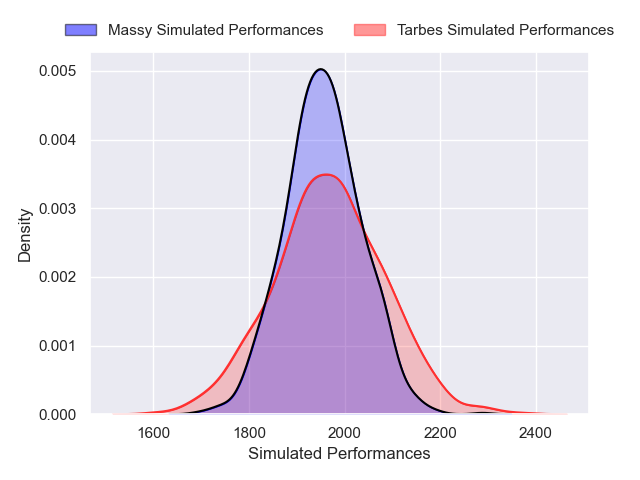 Massy Simulated Performances
Tarbes Simulated Performances
0.005
0.004
0.003
0.002
0.001
0.000
Density
1600
1800
2000
2200
2400
Simulated Performances